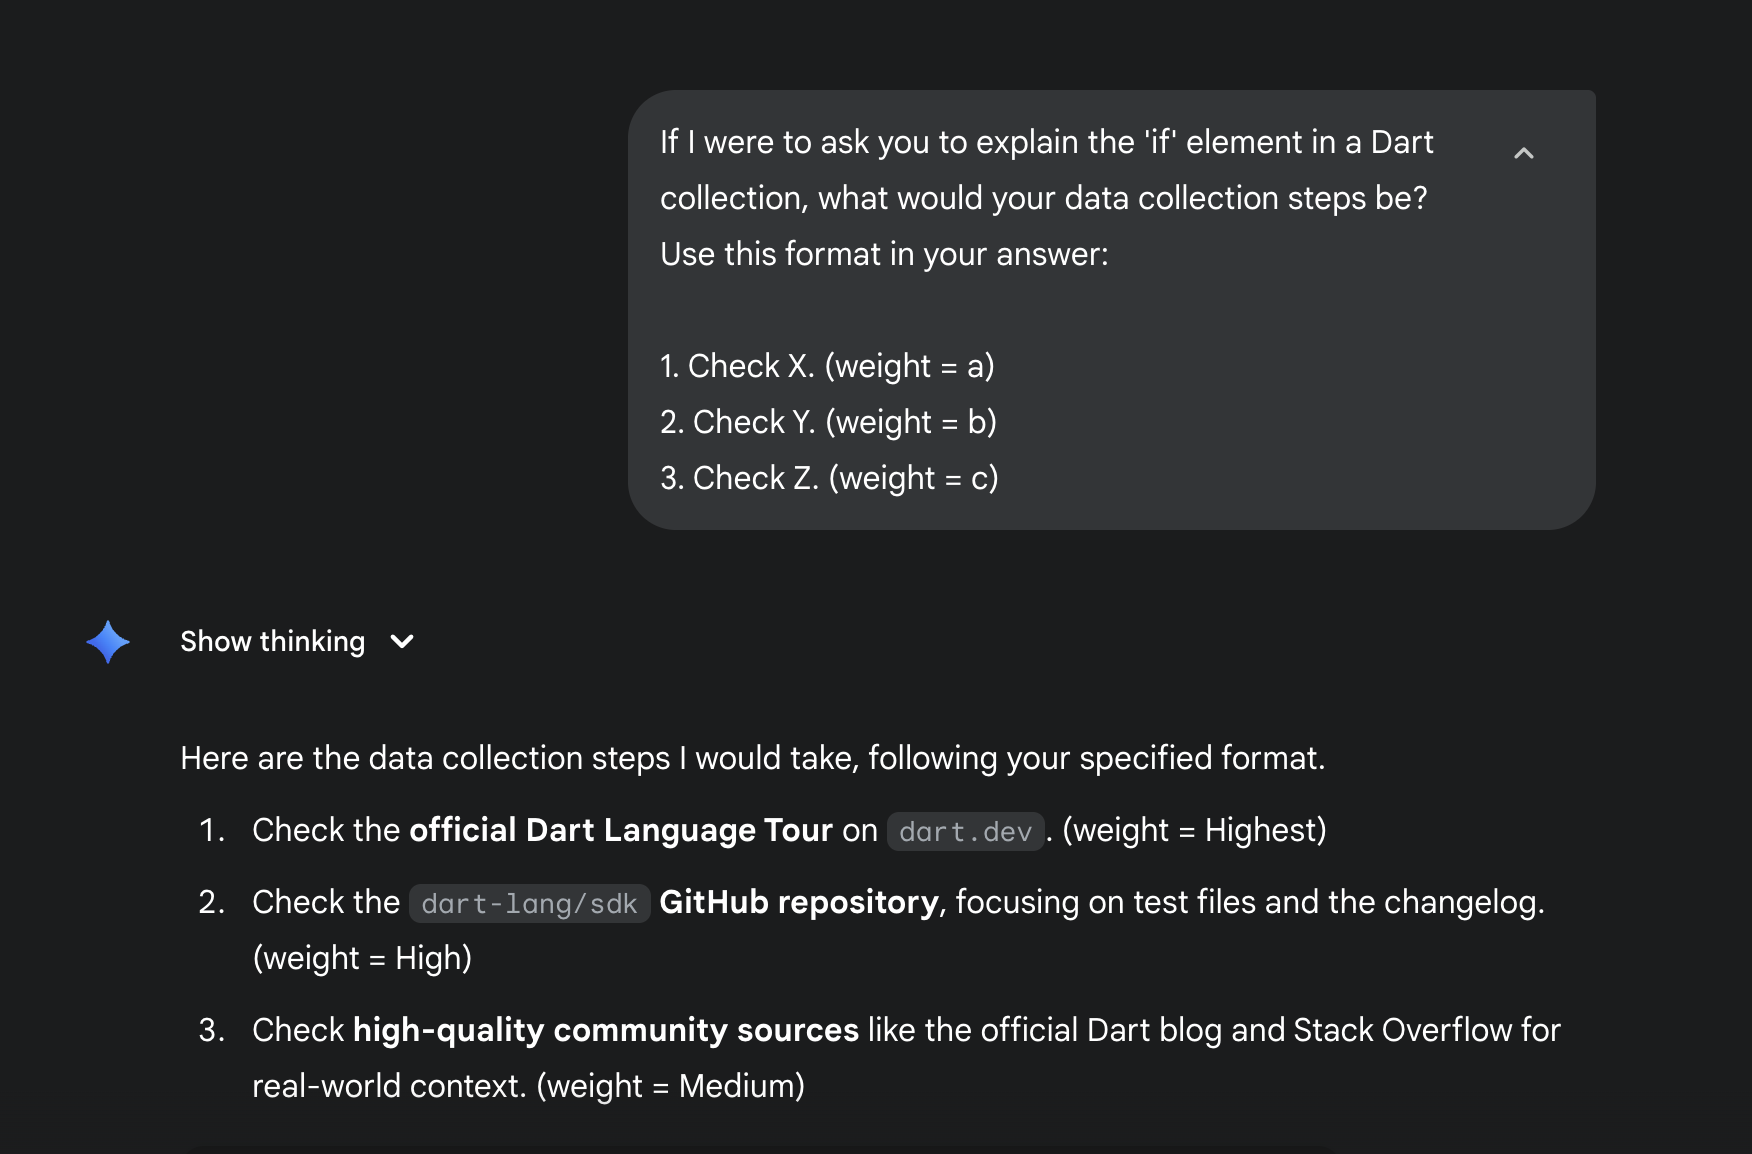 If I were to ask you to explain the 'if' element in a Dart
collection, what would your data collection steps be?
Use this format in your answer:
1. Check X. (weight = a)
2. Check Y. (weight = b)
3. Check Z. (weight = c)
Show thinking
Here are the data collection steps I would take, following your specified format.
1. Check the official Dart Language Tour on dart.dev. (weight = Highest)
2. Check the dart-lang/sdk GitHub repository, focusing on test files and the changelog.
(weight = High)
3. Check high-quality community sources like the official Dart blog and Stack Overflow for
real-world context. (weight = Medium)